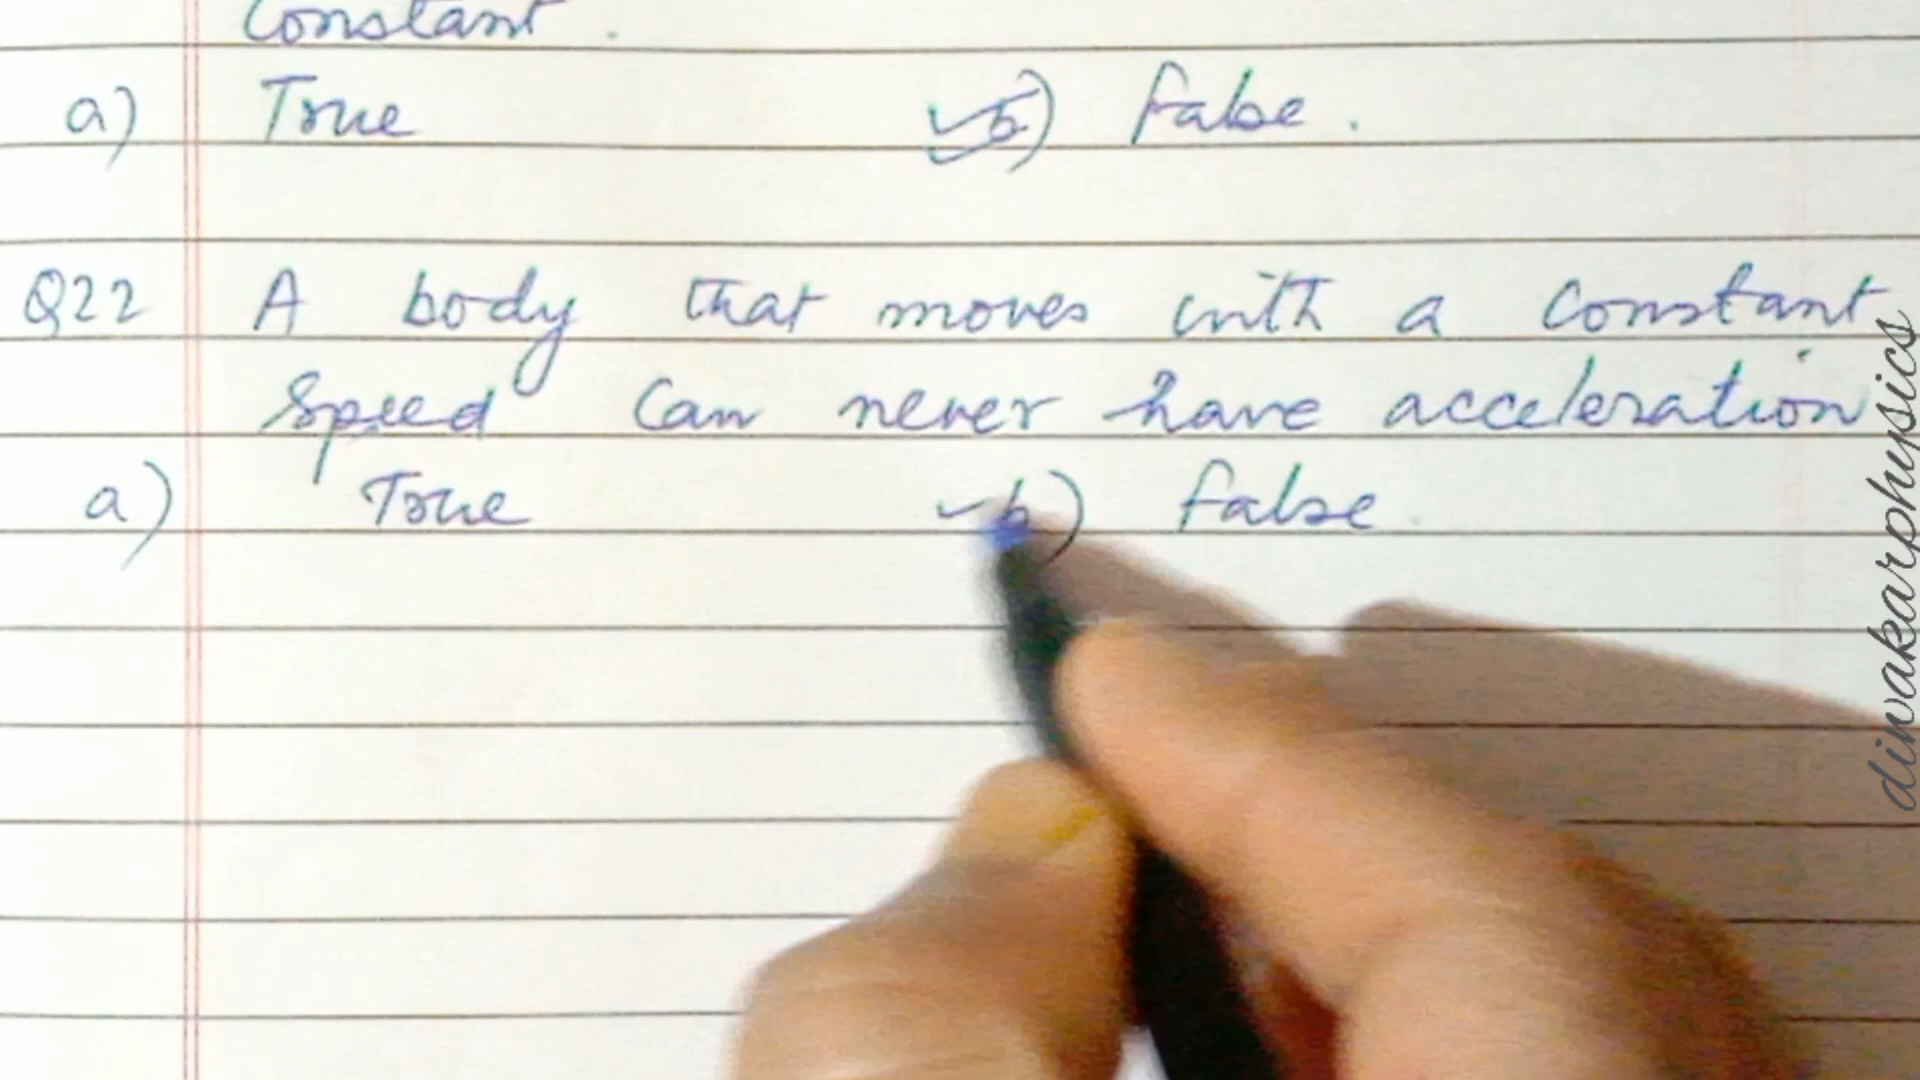 Constant.
a) True b) False.
Q22 A body that moves with a constant
Speed can never have acceleration
a) True b) False.
diwakarphysics